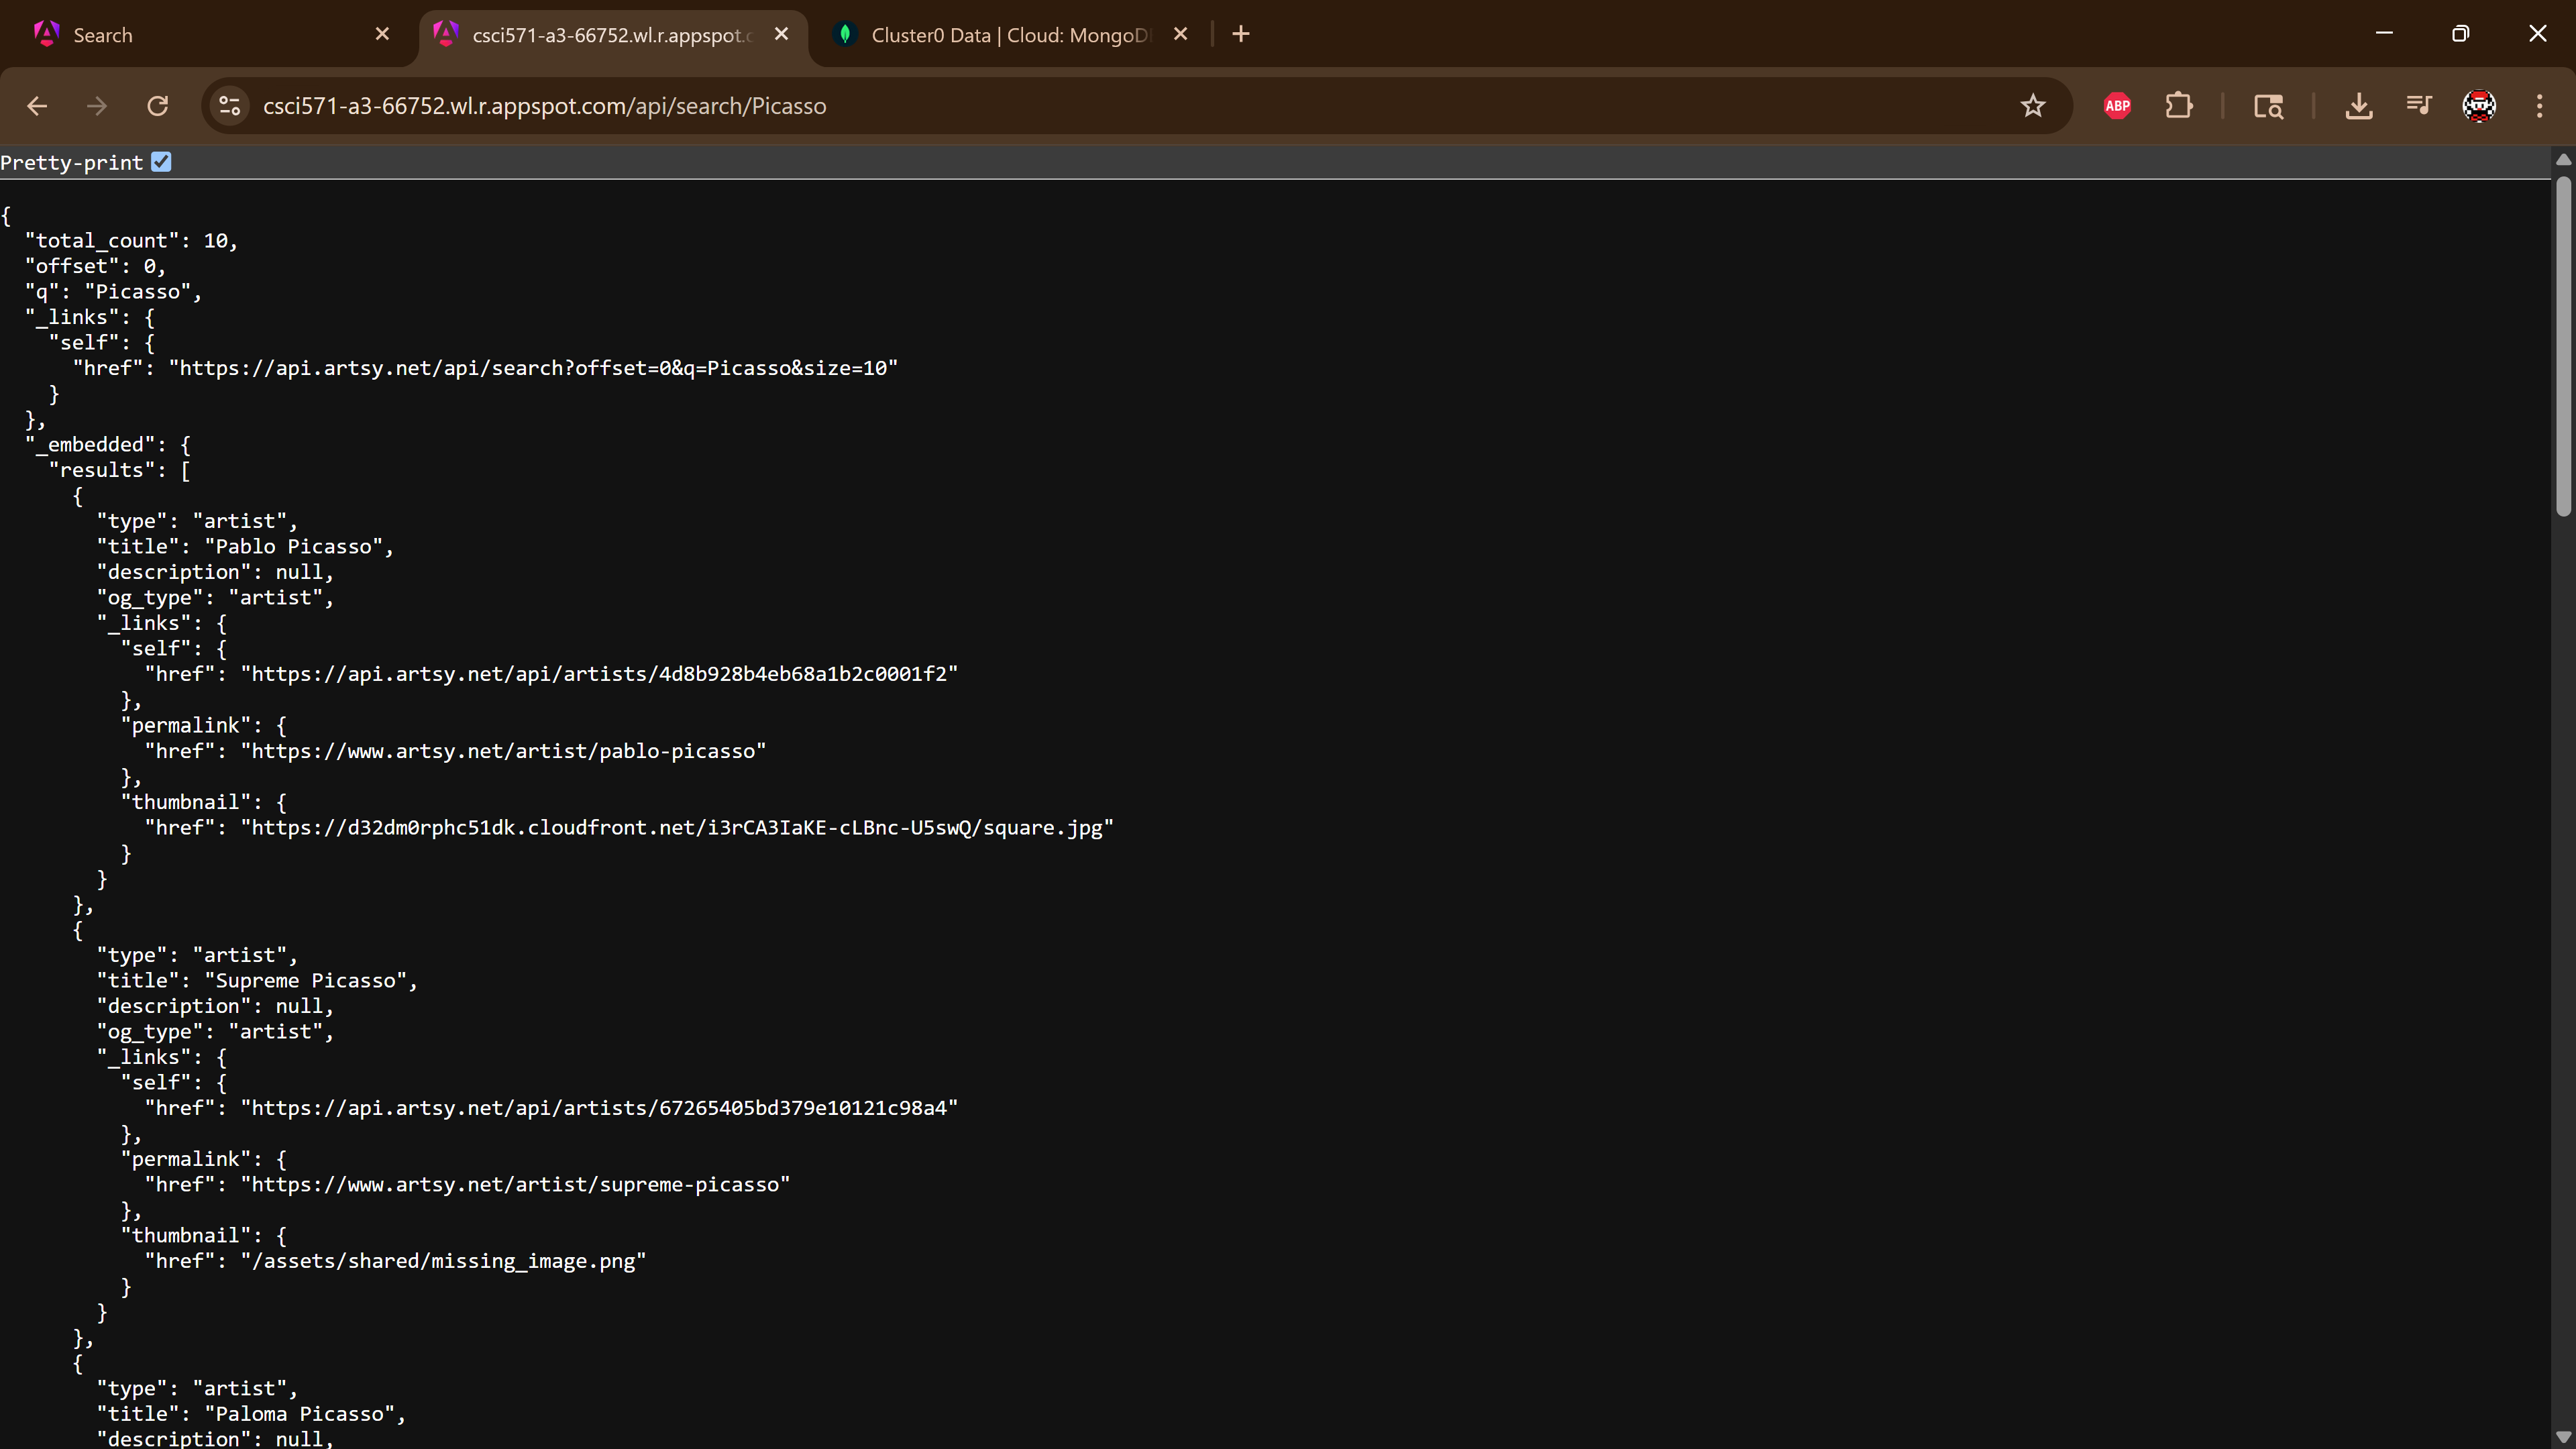 Search
csci571-a3-66752.wl.r.appspot.c
Cluster0 Data | Cloud: MongoD
csci571-a3-66752.wl.r.appspot.com/api/search/Picasso
ABP
Pretty-print
{
  "total_count": 10,
  "offset": 0,
  "q": "Picasso",
  "_links": {
    "self": {
      "href": "https://api.artsy.net/api/search?offset=0&q=Picasso&size=10"
    }
  },
  "_embedded": {
    "results": [
      {
        "type": "artist",
        "title": "Pablo Picasso",
        "description": null,
        "og_type": "artist",
        "_links": {
          "self": {
            "href": "https://api.artsy.net/api/artists/4d8b928b4eb68a1b2c0001f2"
          },
          "permalink": {
            "href": "https://www.artsy.net/artist/pablo-picasso"
          },
          "thumbnail": {
            "href": "https://d32dm0rphc51dk.cloudfront.net/i3rCA3IaKE-cLBnc-U5swQ/square.jpg"
          }
        }
      },
      {
        "type": "artist",
        "title": "Supreme Picasso",
        "description": null,
        "og_type": "artist",
        "_links": {
          "self": {
            "href": "https://api.artsy.net/api/artists/67265405bd379e10121c98a4"
          },
          "permalink": {
            "href": "https://www.artsy.net/artist/supreme-picasso"
          },
          "thumbnail": {
            "href": "/assets/shared/missing_image.png"
          }
        }
      },
      {
        "type": "artist",
        "title": "Paloma Picasso",
        "description": null,